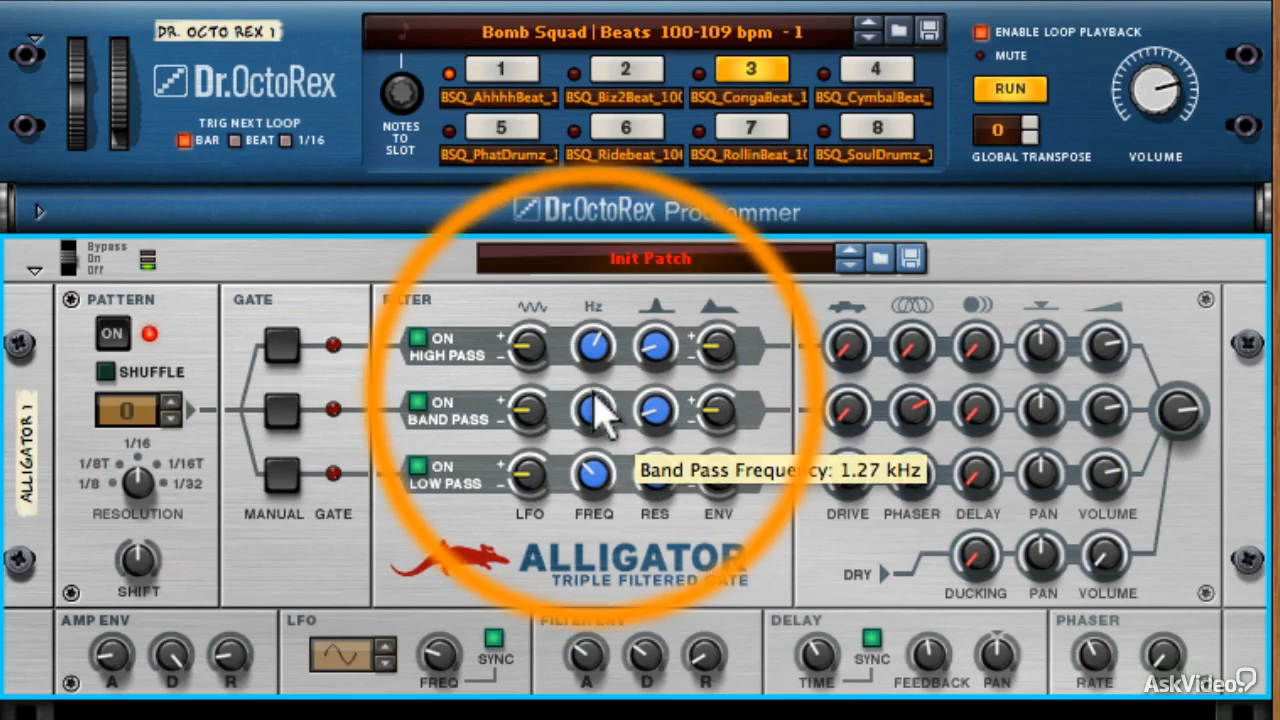 DR. OCTO REX 1
Dr.OctoRex
TRIG NEXT LOOP
BAR BEAT 1/16
NOTES
TO
SLOT
Bomb Squad | Beats 100-109 bpm - 1
1 2 3 4
BSQ_AhhhhBeat_1 BSQ_Biz2Beat_100 BSQ_CongaBeat_1 BSQ_CymbalBeat_
5 6 7 8
BSQ_PhatDrumz_1 BSQ_Ridebeat_100 BSQ_RollinBeat_10 BSQ_SoulDrumz_1
ENABLE LOOP PLAYBACK
MUTE
RUN
0
GLOBAL TRANSPOSE
VOLUME
Dr.OctoRex Programmer
Bypass
On
Off
Init Patch
ALLIGATOR 1
PATTERN
ON
SHUFFLE
0
1/16
1/8T 1/16T
1/8 1/32
RESOLUTION
SHIFT
GATE
MANUAL GATE
FILTER
Hz
ON
HIGH PASS
ON
BAND PASS
ON
LOW PASS
Band Pass Frequency: 1.27 kHz
LFO FREQ RES ENV
ALLIGATOR
TRIPLE FILTERED GATE
DRIVE PHASER DELAY PAN VOLUME
DRY
DUCKING PAN VOLUME
AMP ENV
A D R
LFO
FREQ
SYNC
FILTER ENV
A D R
DELAY
TIME
SYNC
FEEDBACK PAN
PHASER
RATE
AskVideo